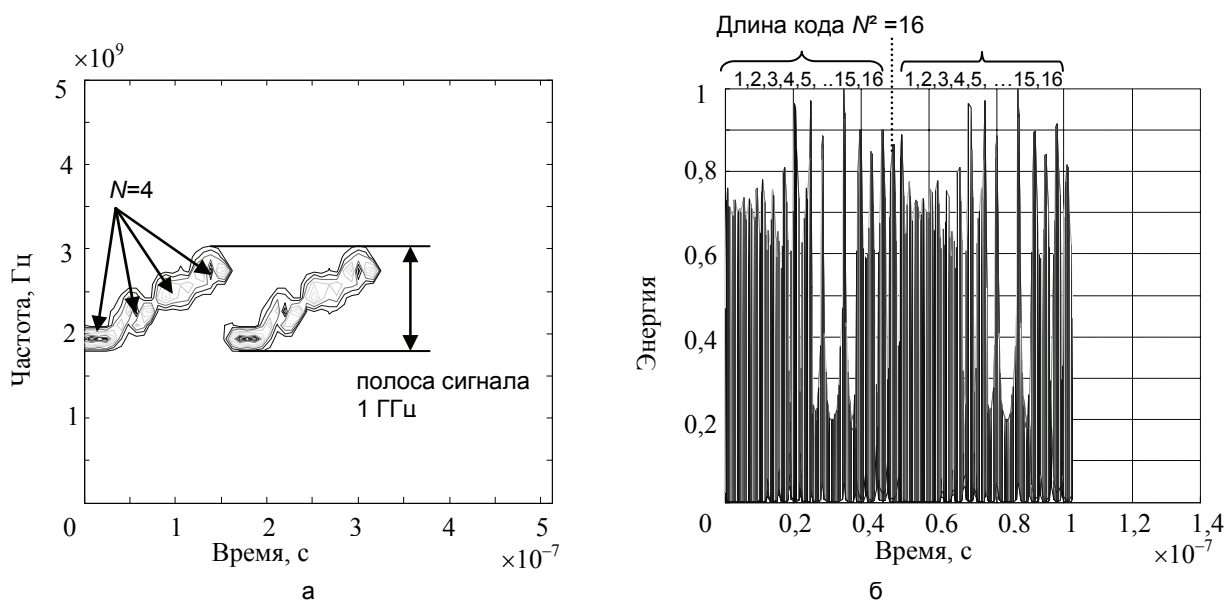 ×10⁹
5
4
3
2
1
0
Частота, Гц
N=4
полоса сигнала
1 ГГц
1 2 3 4 5
Время, с
×10⁻⁷
а
Длина кода N² =16
1,2,3,4,5, ..15,16 1,2,3,4,5, …15,16
1
0,8
0,6
0,4
0,2
0
Энергия
0,2 0,4 0,6 0,8 1 1,2 1,4
Время, с
×10⁻⁷
б